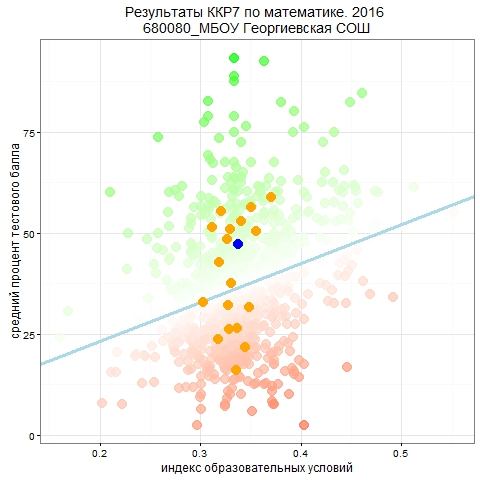 Результаты ККР7 по математике. 2016
680080_МБОУ Георгиевская СОШ
средний процент тестового балла
75
50
25
0
0.2
0.3
0.4
0.5
индекс образовательных условий